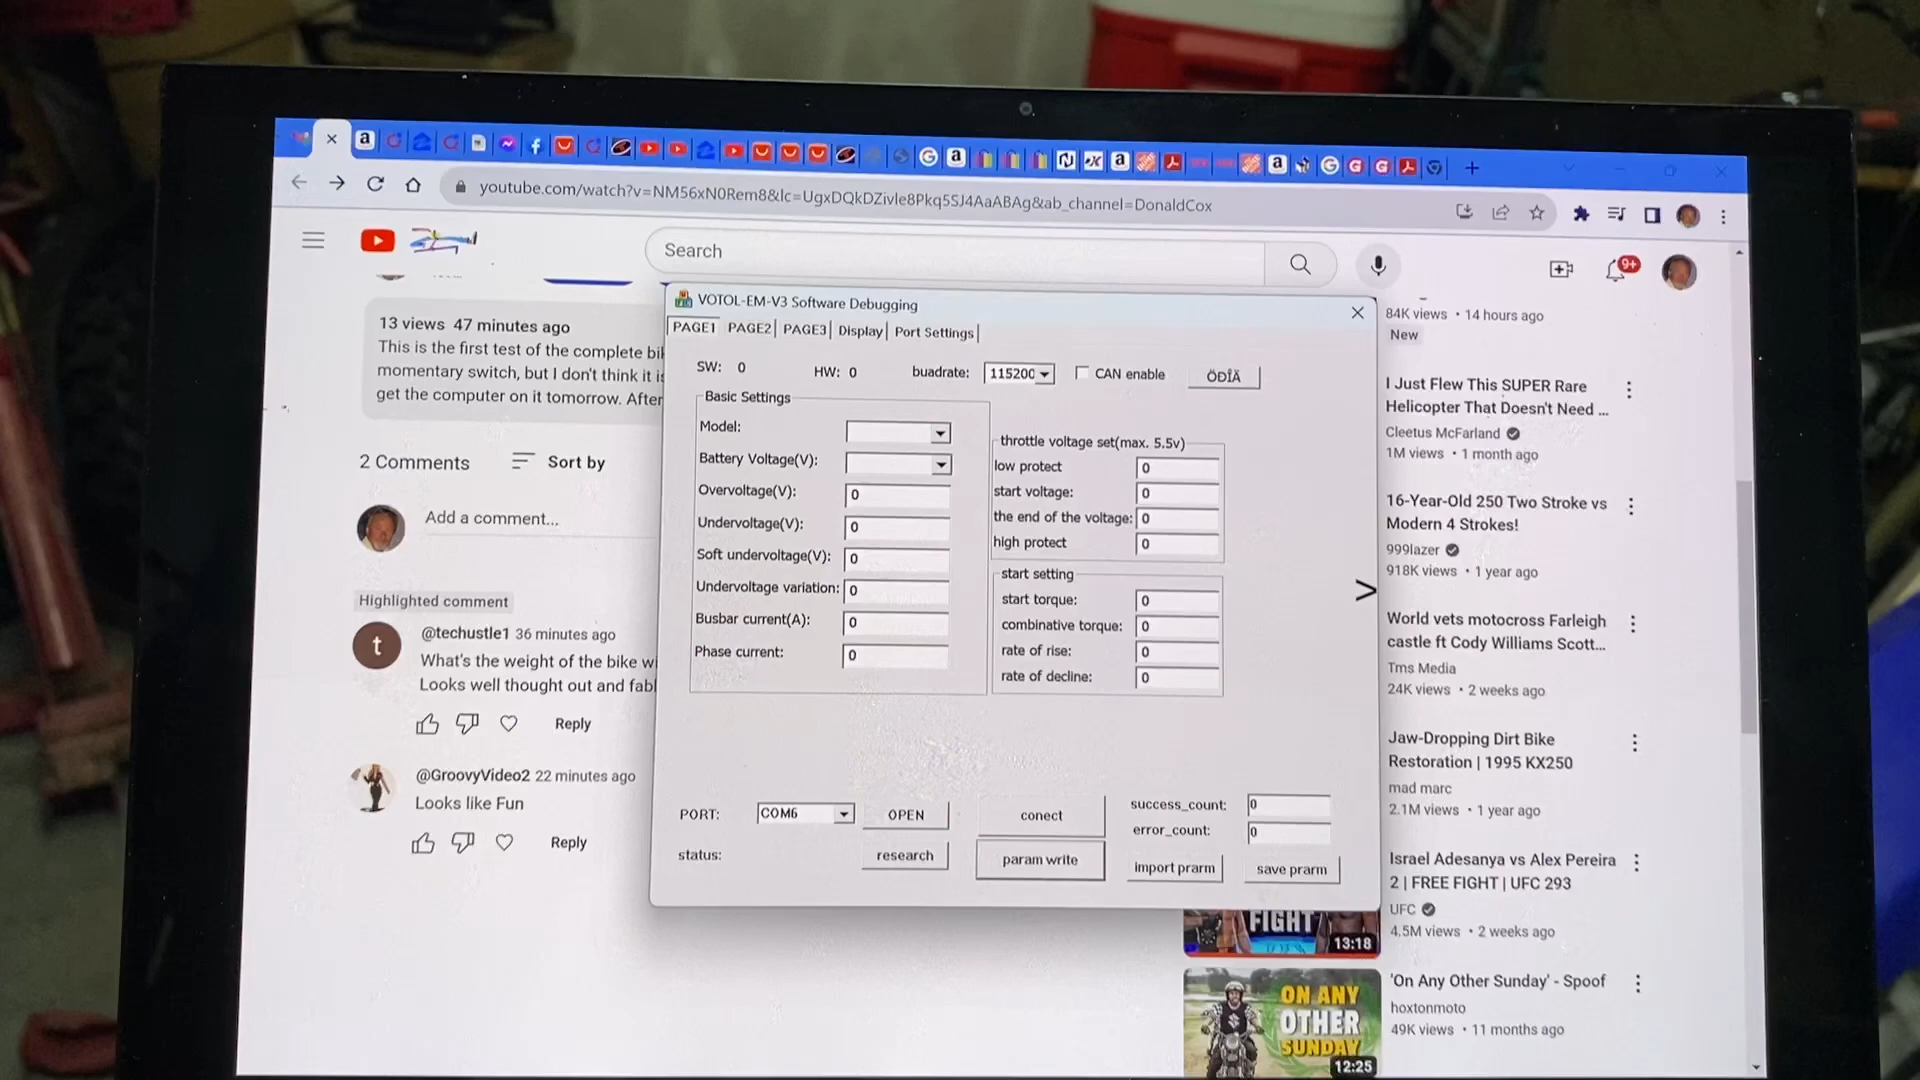 youtube.com/watch?v=NM56xN0Rem8&lc=UgxDQkDZivle8Pkq5SJ4AaABAg&ab_channel=DonaldCox
Search
9+
13 views 47 minutes ago
This is the first test of the complete bi
momentary switch, but I don't think it i
get the computer on it tomorrow. After
2 Comments
Sort by
Add a comment...
Highlighted comment
t
@techustle1 36 minutes ago
What's the weight of the bike w
Looks well thought out and fab
Reply
@GroovyVideo2 22 minutes ago
Looks like Fun
Reply
VOTOL-EM-V3 Software Debugging
PAGE1 PAGE2 PAGE3 Display Port Settings
SW: 0 HW: 0 buadrate: 115200 CAN enable ÖÐÎÄ
Basic Settings
Model:
Battery Voltage(V):
Overvoltage(V): 0
Undervoltage(V): 0
Soft undervoltage(V): 0
Undervoltage variation: 0
Busbar current(A): 0
Phase current: 0
throttle voltage set(max. 5.5v)
low protect 0
start voltage: 0
the end of the voltage: 0
high protect 0
start setting
start torque: 0
combinative torque: 0
rate of rise: 0
rate of decline: 0
>
PORT: COM6 OPEN conect success_count: 0
error_count: 0
status: research param write import prarm save prarm
84K views • 14 hours ago
New
I Just Flew This SUPER Rare
Helicopter That Doesn't Need ...
Cleetus McFarland
1M views • 1 month ago
16-Year-Old 250 Two Stroke vs
Modern 4 Strokes!
999lazer
918K views • 1 year ago
World vets motocross Farleigh
castle ft Cody Williams Scott...
Tms Media
24K views • 2 weeks ago
Jaw-Dropping Dirt Bike
Restoration | 1995 KX250
mad marc
2.1M views • 1 year ago
Israel Adesanya vs Alex Pereira
2 | FREE FIGHT | UFC 293
UFC
4.5M views • 2 weeks ago
FIGHT
13:18
'On Any Other Sunday' - Spoof
hoxtonmoto
49K views • 11 months ago
ON ANY
OTHER
SUNDAY
12:25